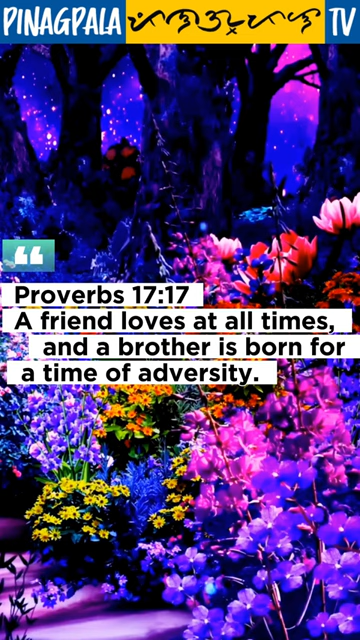 PINAGPALA TV
“
Proverbs 17:17
A friend loves at all times,
and a brother is born for
a time of adversity.